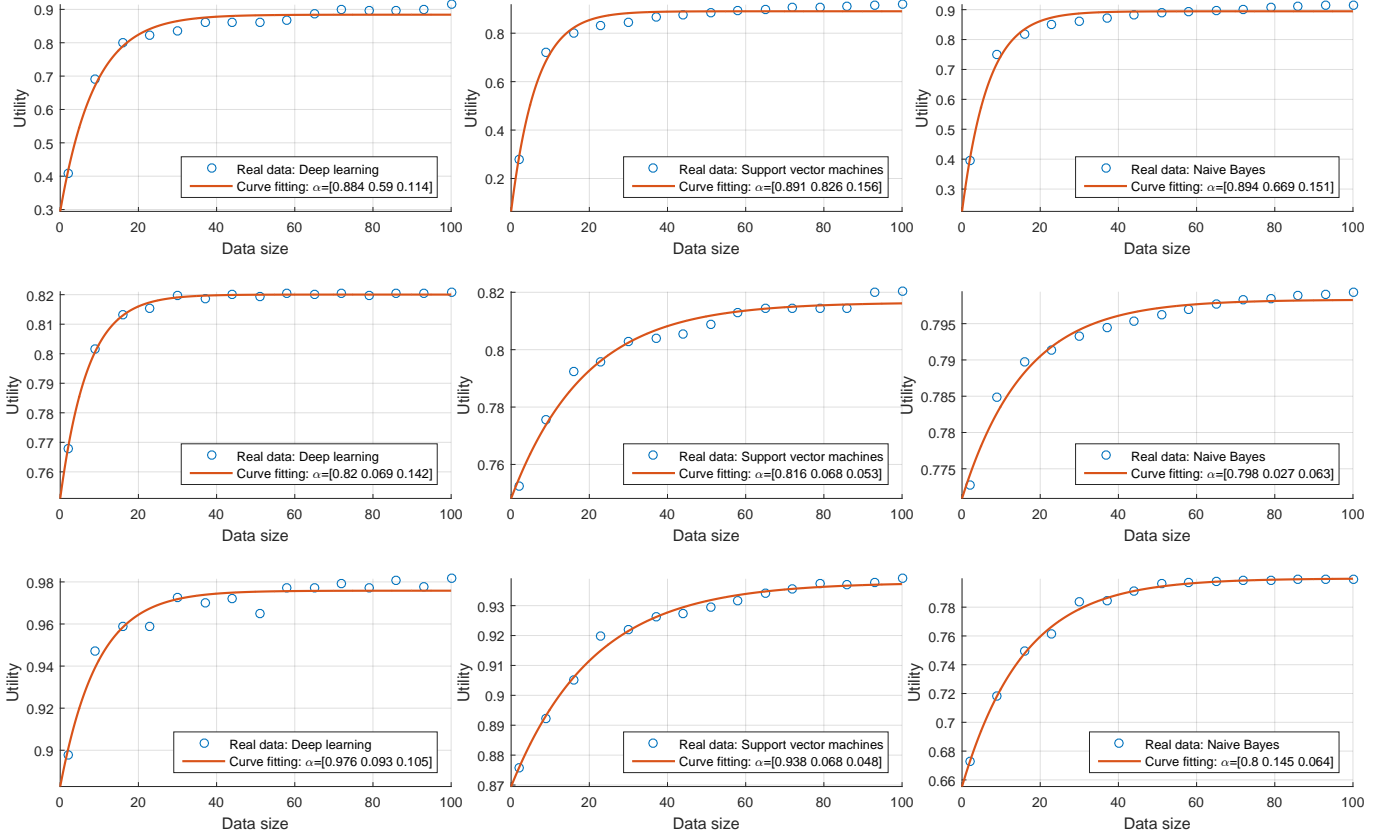 0.9
0.8
0.7
0.6
0.5
0.4
0.3
Utility
Real data: Deep learning
Curve fitting: α=[0.884 0.59 0.114]
0 20 40 60 80 100
Data size
0.8
0.6
0.4
0.2
Utility
Real data: Support vector machines
Curve fitting: α=[0.891 0.826 0.156]
0 20 40 60 80 100
Data size
0.9
0.8
0.7
0.6
0.5
0.4
0.3
Utility
Real data: Naive Bayes
Curve fitting: α=[0.894 0.669 0.151]
0 20 40 60 80 100
Data size
0.82
0.81
0.8
0.79
0.78
0.77
0.76
Utility
Real data: Deep learning
Curve fitting: α=[0.82 0.069 0.142]
0 20 40 60 80 100
Data size
0.82
0.8
0.78
0.76
Utility
Real data: Support vector machines
Curve fitting: α=[0.816 0.068 0.053]
0 20 40 60 80 100
Data size
0.795
0.79
0.785
0.78
0.775
Utility
Real data: Naive Bayes
Curve fitting: α=[0.798 0.027 0.063]
0 20 40 60 80 100
Data size
0.98
0.96
0.94
0.92
0.9
Utility
Real data: Deep learning
Curve fitting: α=[0.976 0.093 0.105]
0 20 40 60 80 100
Data size
0.93
0.92
0.91
0.9
0.89
0.88
0.87
Utility
Real data: Support vector machines
Curve fitting: α=[0.938 0.068 0.048]
0 20 40 60 80 100
Data size
0.78
0.76
0.74
0.72
0.7
0.68
0.66
Utility
Real data: Naive Bayes
Curve fitting: α=[0.8 0.145 0.064]
0 20 40 60 80 100
Data size